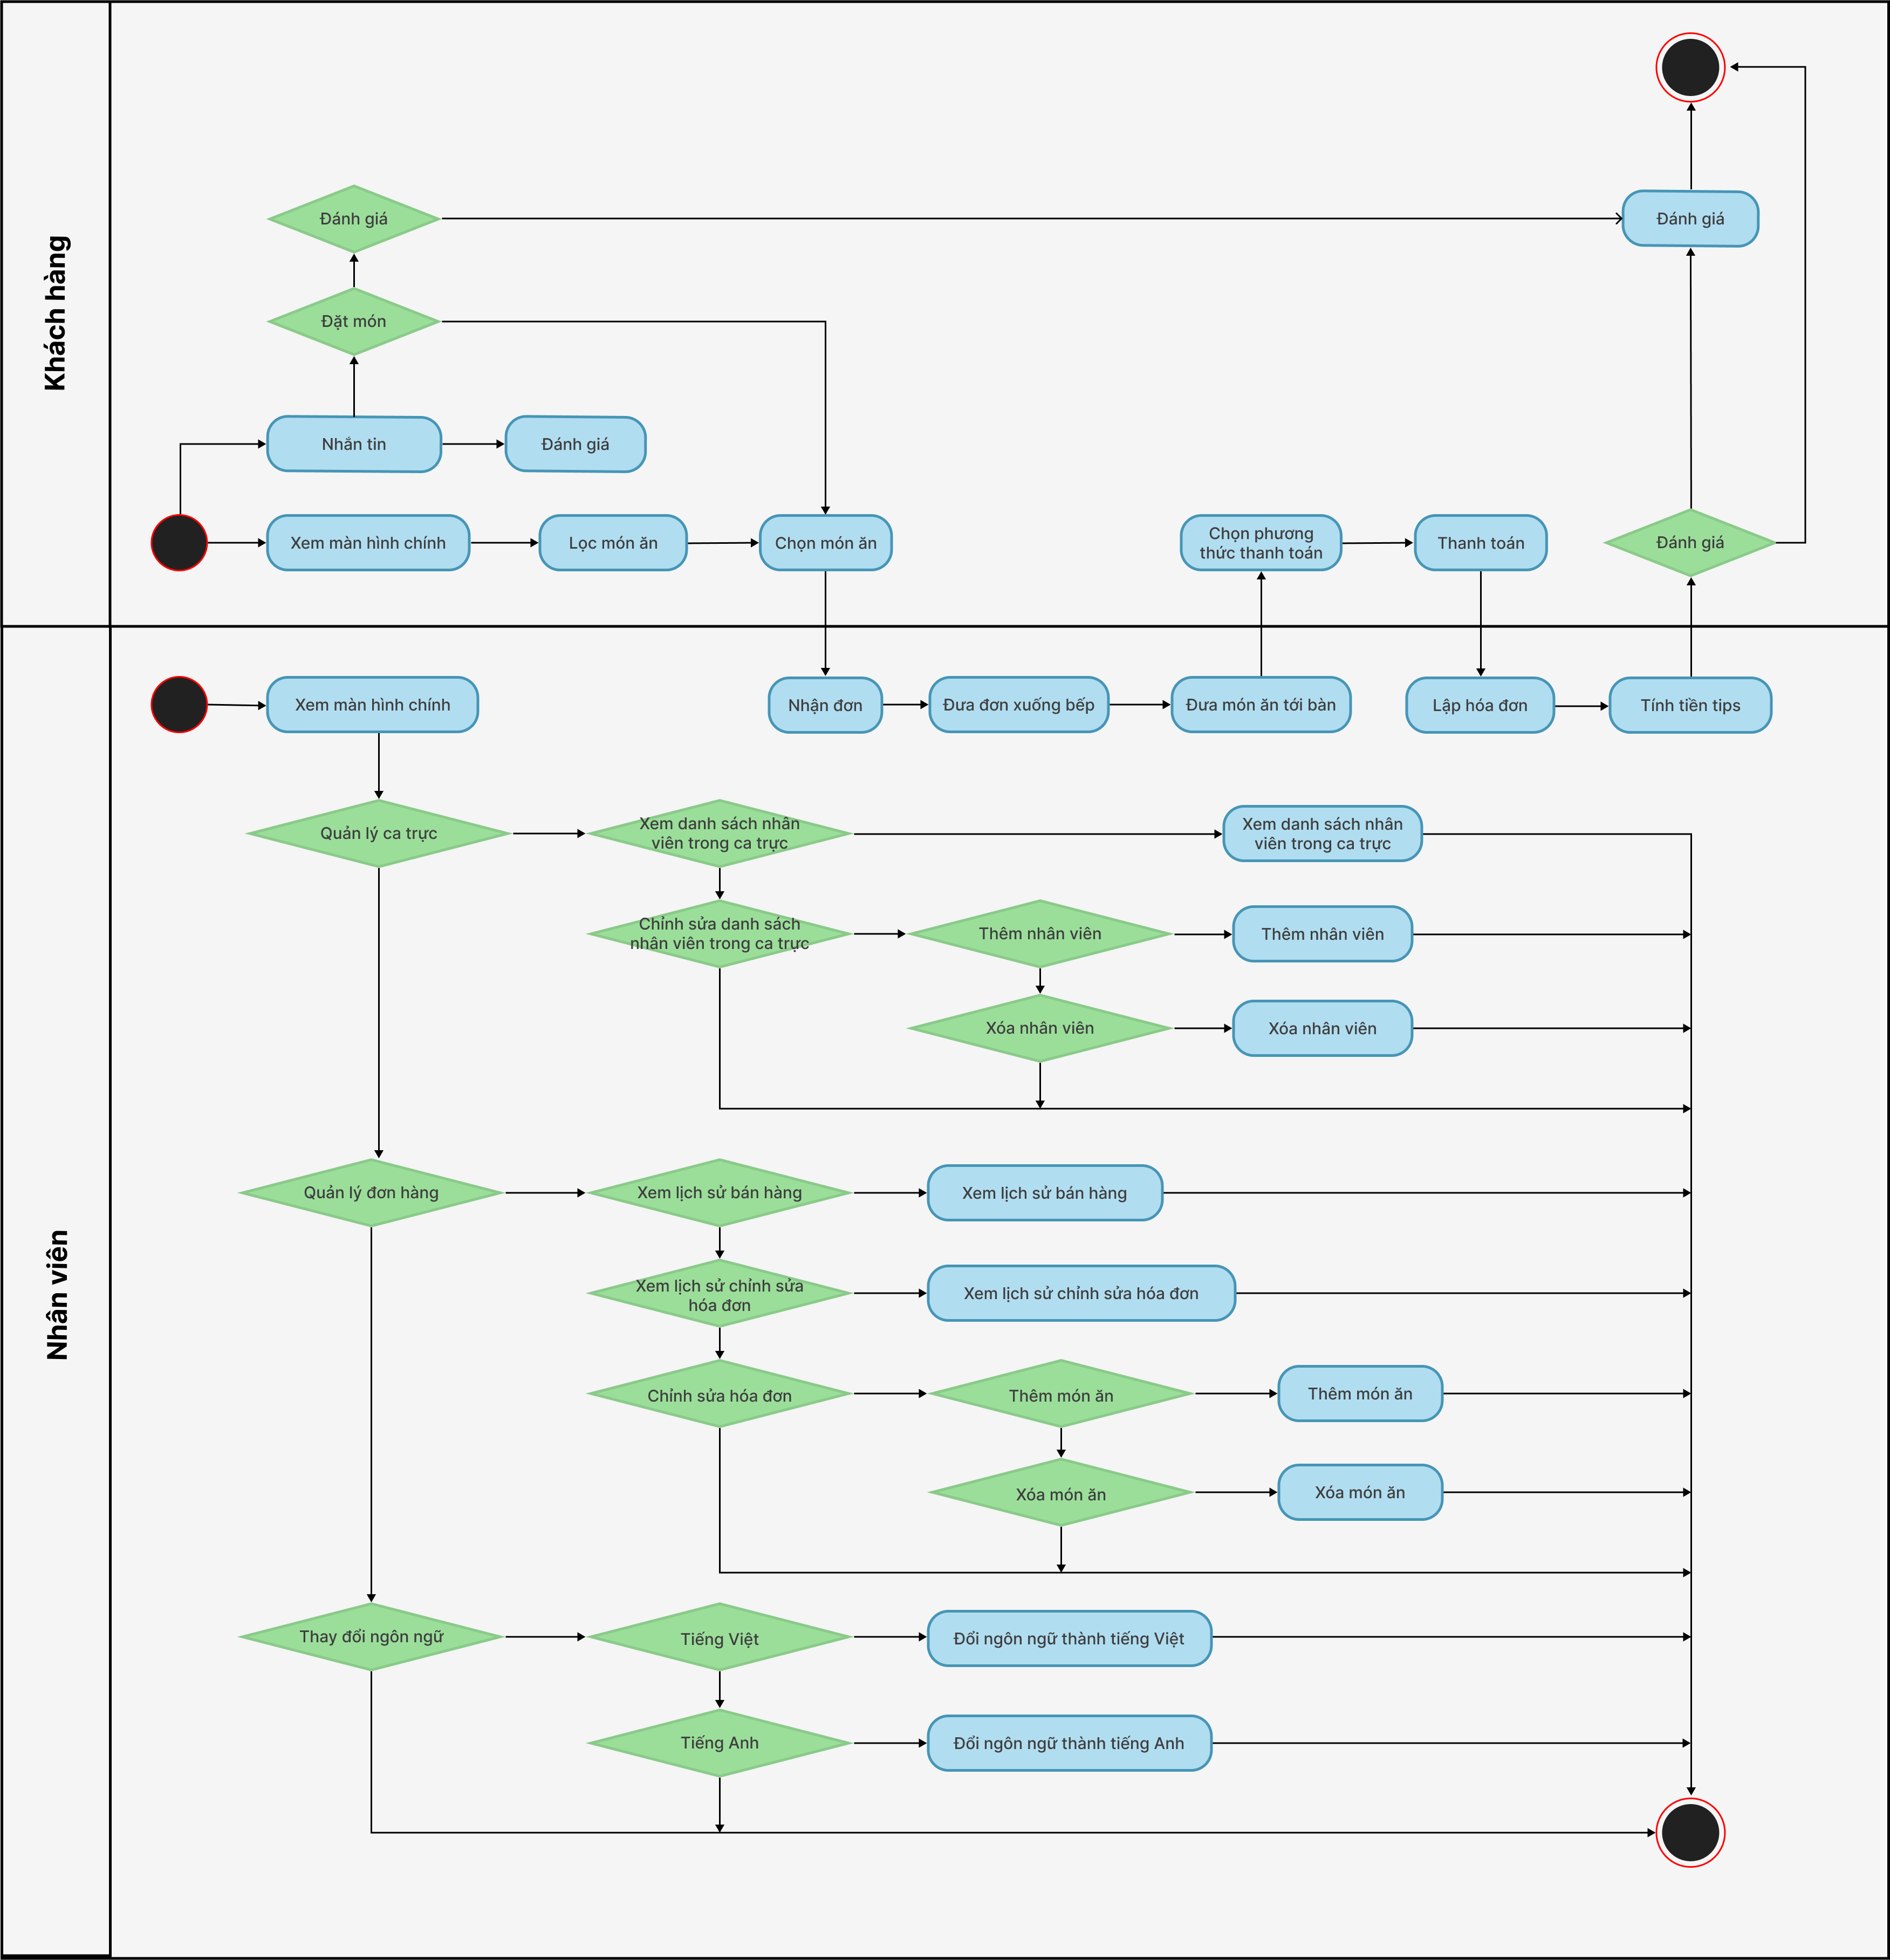 Khách hàng
Đánh giá
Đánh giá
Đặt món
Nhắn tin
Đánh giá
Xem màn hình chính
Lọc món ăn
Chọn món ăn
Chọn phương
thức thanh toán
Thanh toán
Đánh giá
Nhân viên
Xem màn hình chính
Nhận đơn
Đưa đơn xuống bếp
Đưa món ăn tới bàn
Lập hóa đơn
Tính tiền tips
Quản lý ca trực
Xem danh sách nhân
viên trong ca trực
Xem danh sách nhân
viên trong ca trực
Chỉnh sửa danh sách
nhân viên trong ca trực
Thêm nhân viên
Thêm nhân viên
Xóa nhân viên
Xóa nhân viên
Quản lý đơn hàng
Xem lịch sử bán hàng
Xem lịch sử bán hàng
Xem lịch sử chỉnh sửa
hóa đơn
Xem lịch sử chỉnh sửa hóa đơn
Chỉnh sửa hóa đơn
Thêm món ăn
Thêm món ăn
Xóa món ăn
Xóa món ăn
Thay đổi ngôn ngữ
Tiếng Việt
Đổi ngôn ngữ thành tiếng Việt
Tiếng Anh
Đổi ngôn ngữ thành tiếng Anh